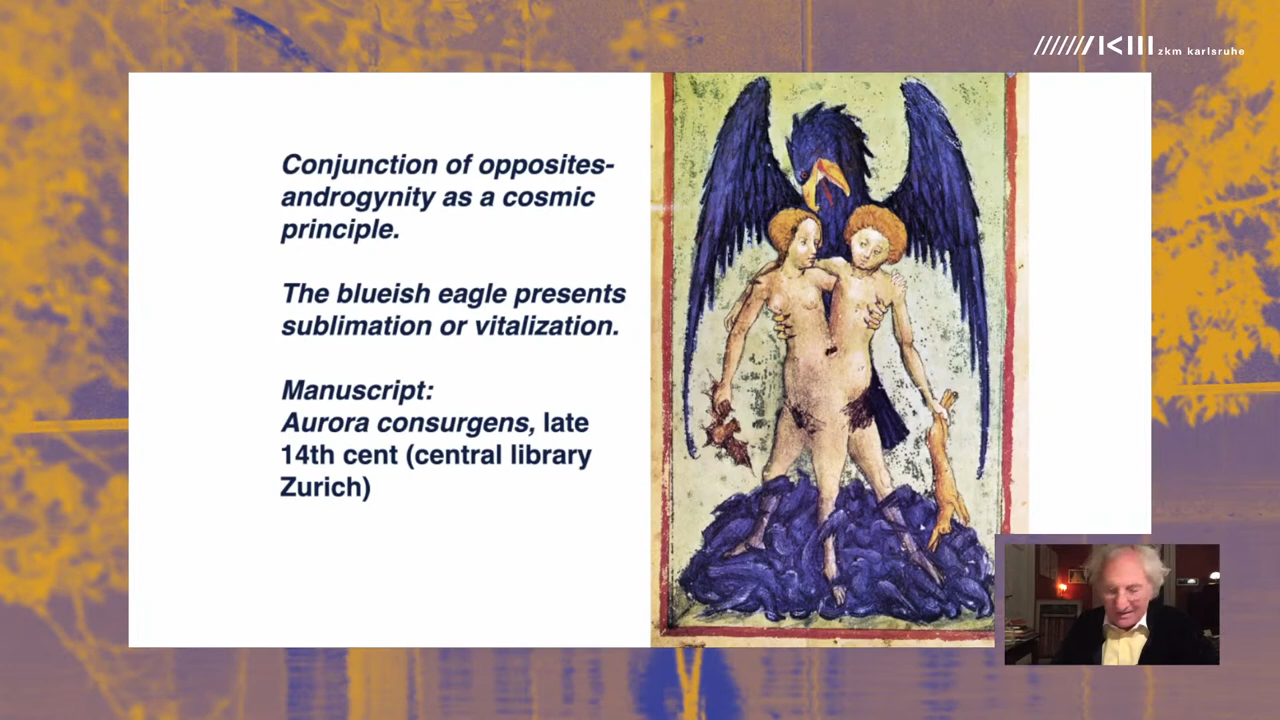 zkm karlsruhe
Conjunction of opposites-
androgynity as a cosmic
principle.
The blueish eagle presents
sublimation or vitalization.
Manuscript:
Aurora consurgens, late
14th cent (central library
Zurich)